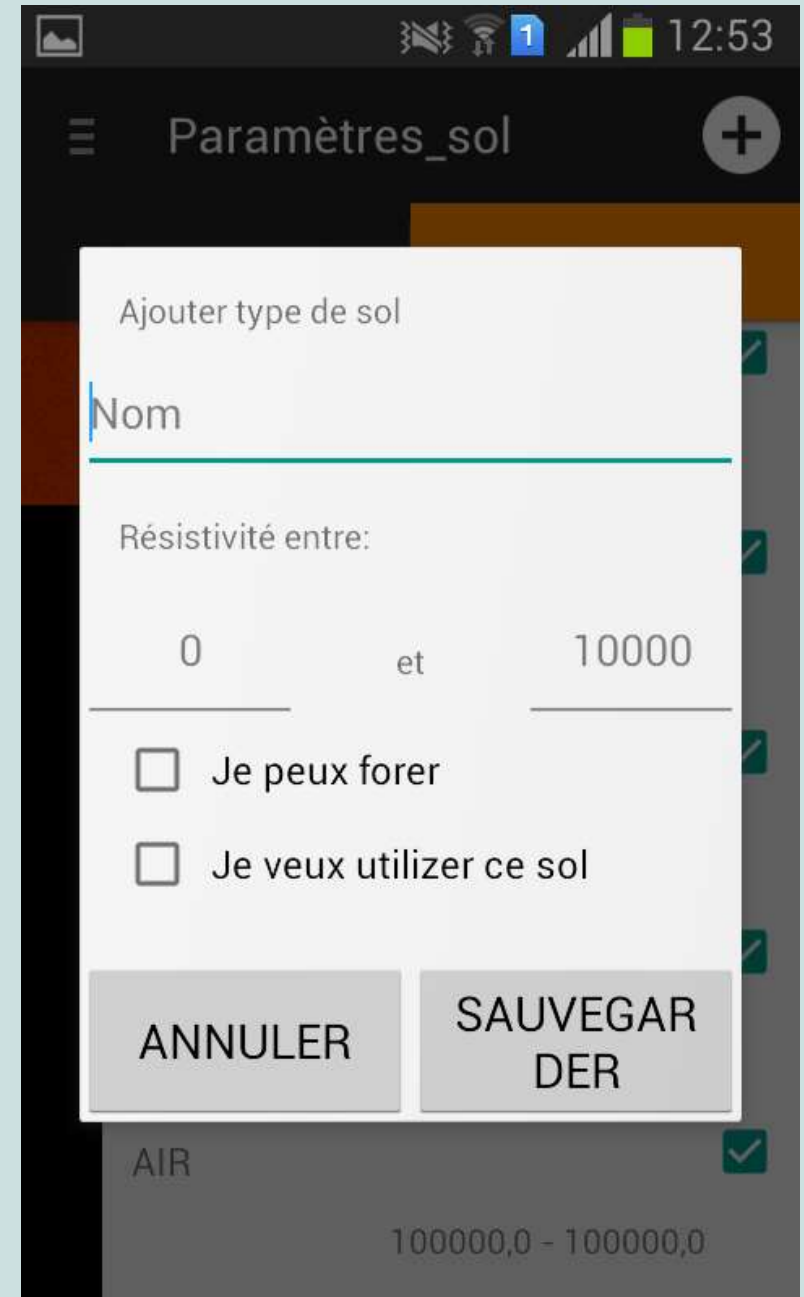 1 12:53
Paramètres_sol
Ajouter type de sol
Nom
Résistivité entre:
0 et 10000
Je peux forer
Je veux utilizer ce sol
ANNULER
SAUVEGAR
DER
AIR
100000,0 - 100000,0